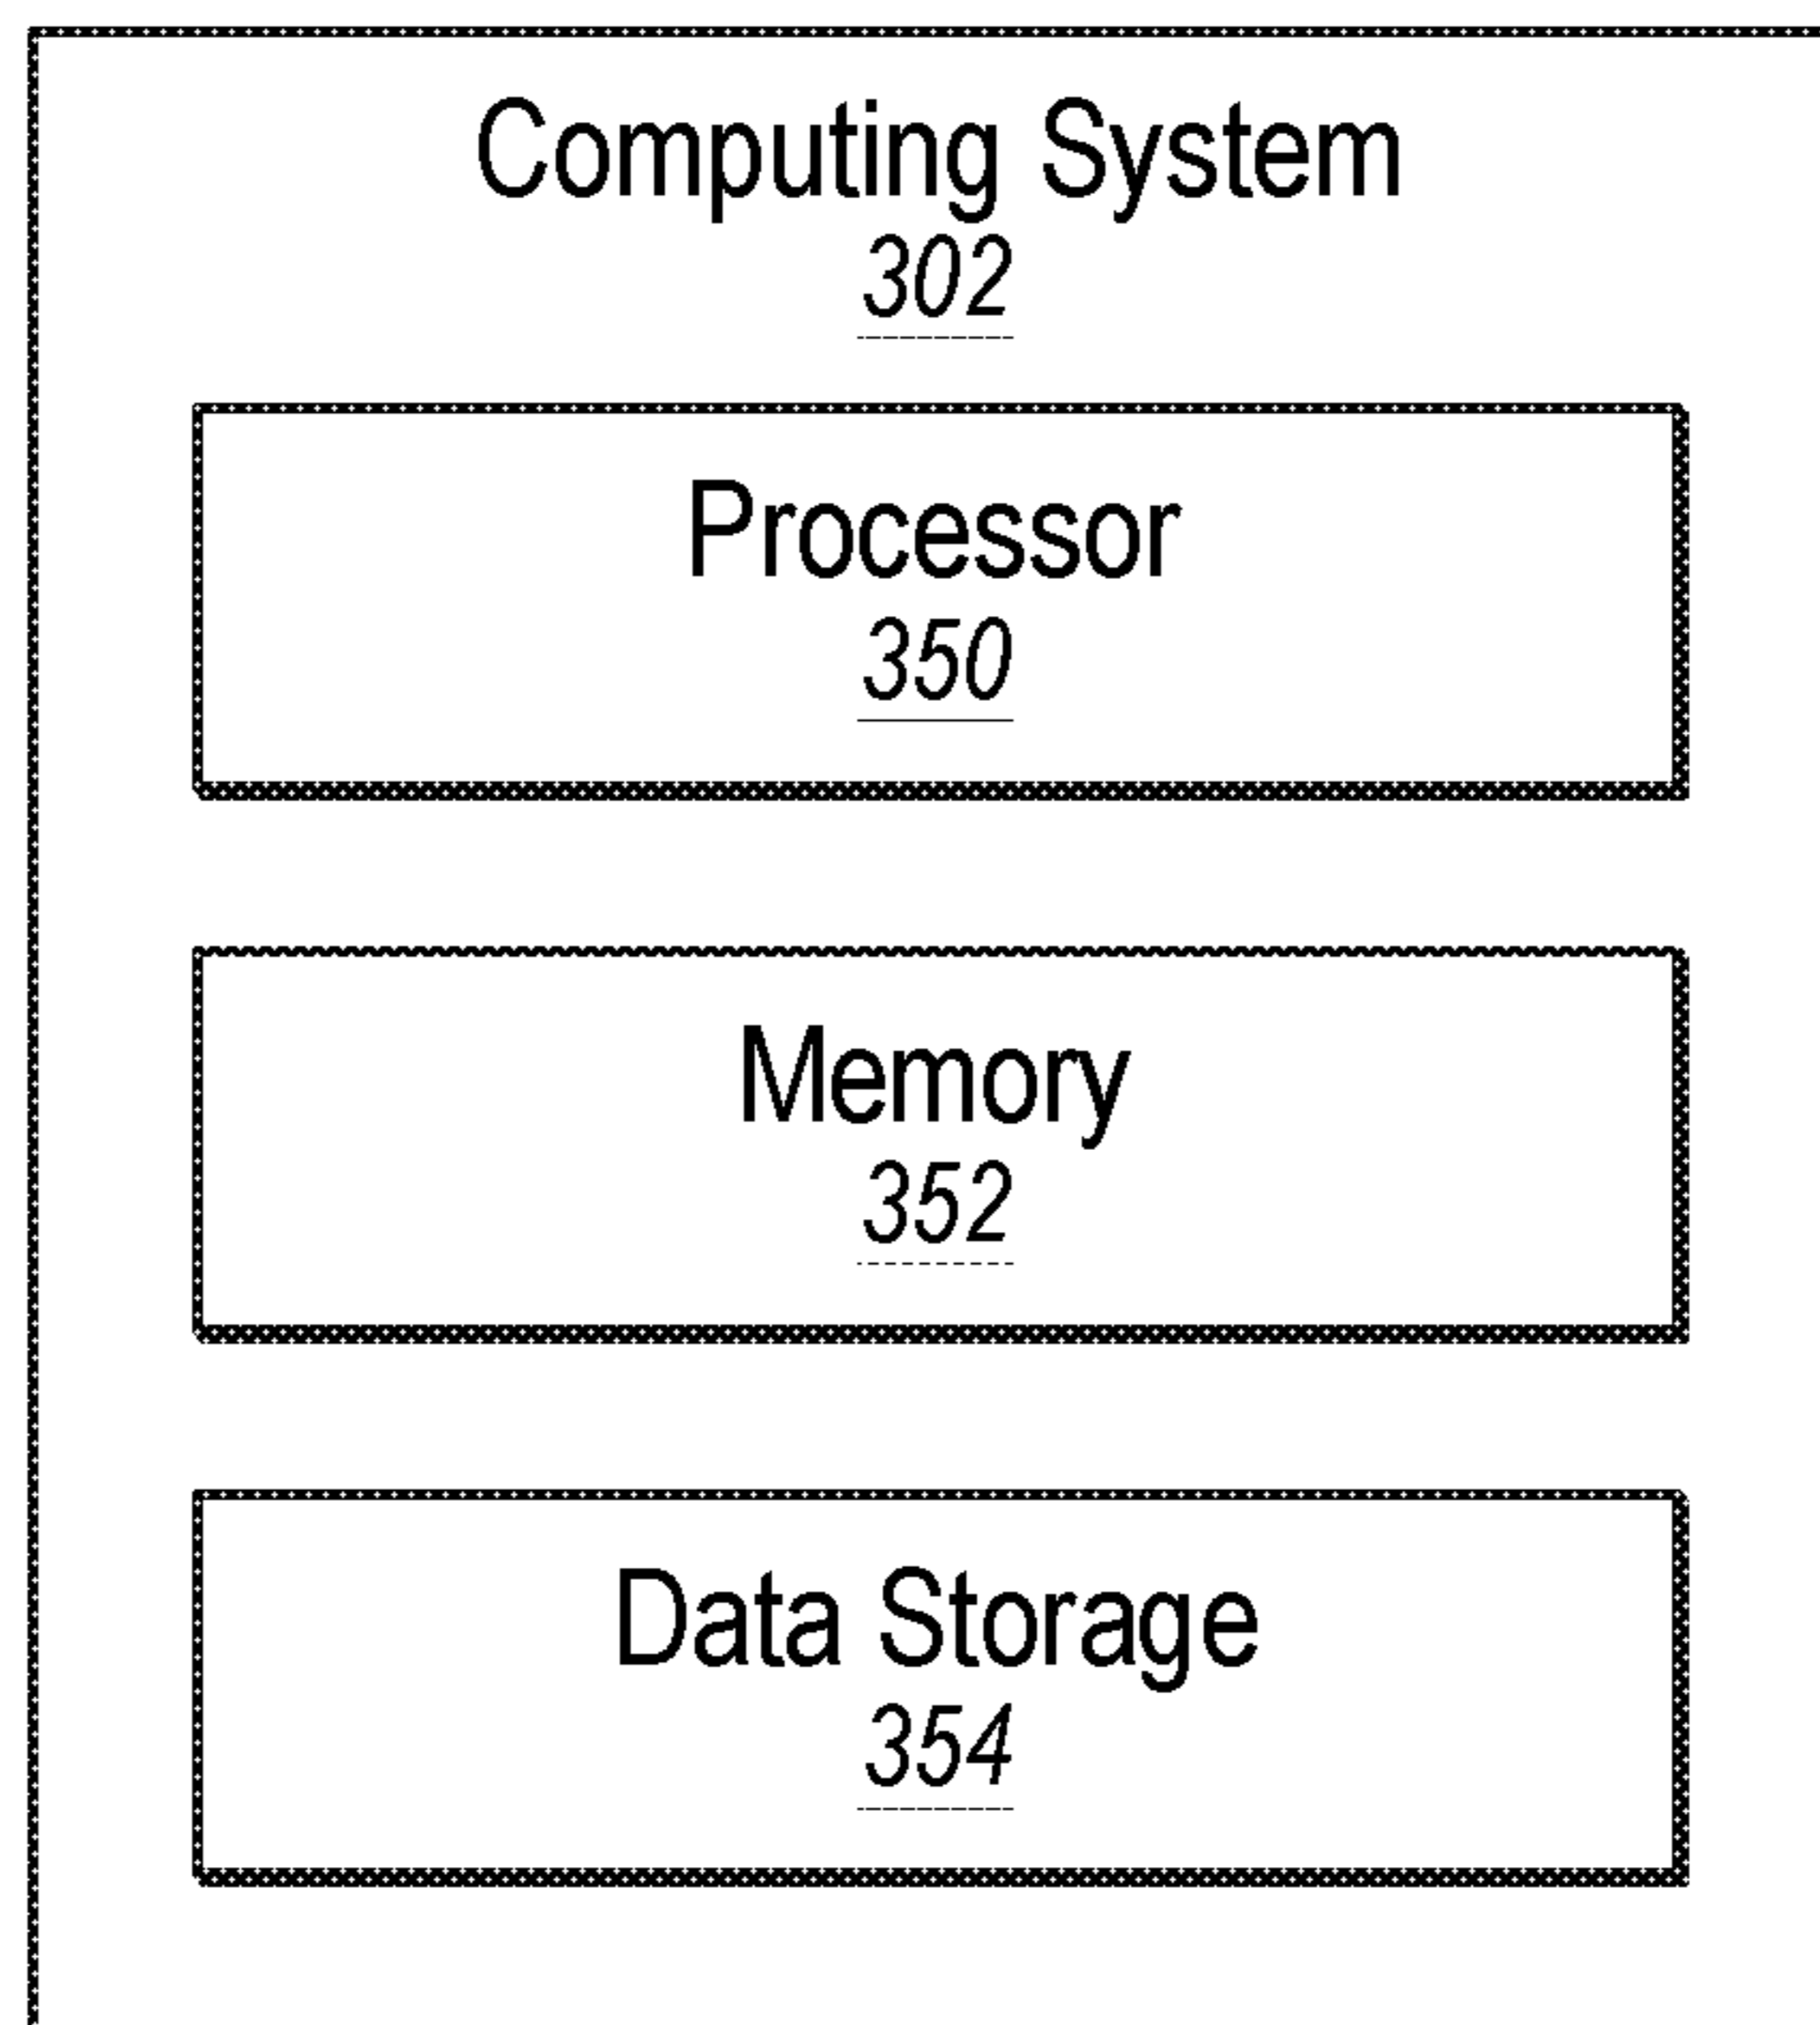 Computing System
302
Processor
350
Memory
352
Data Storage
354